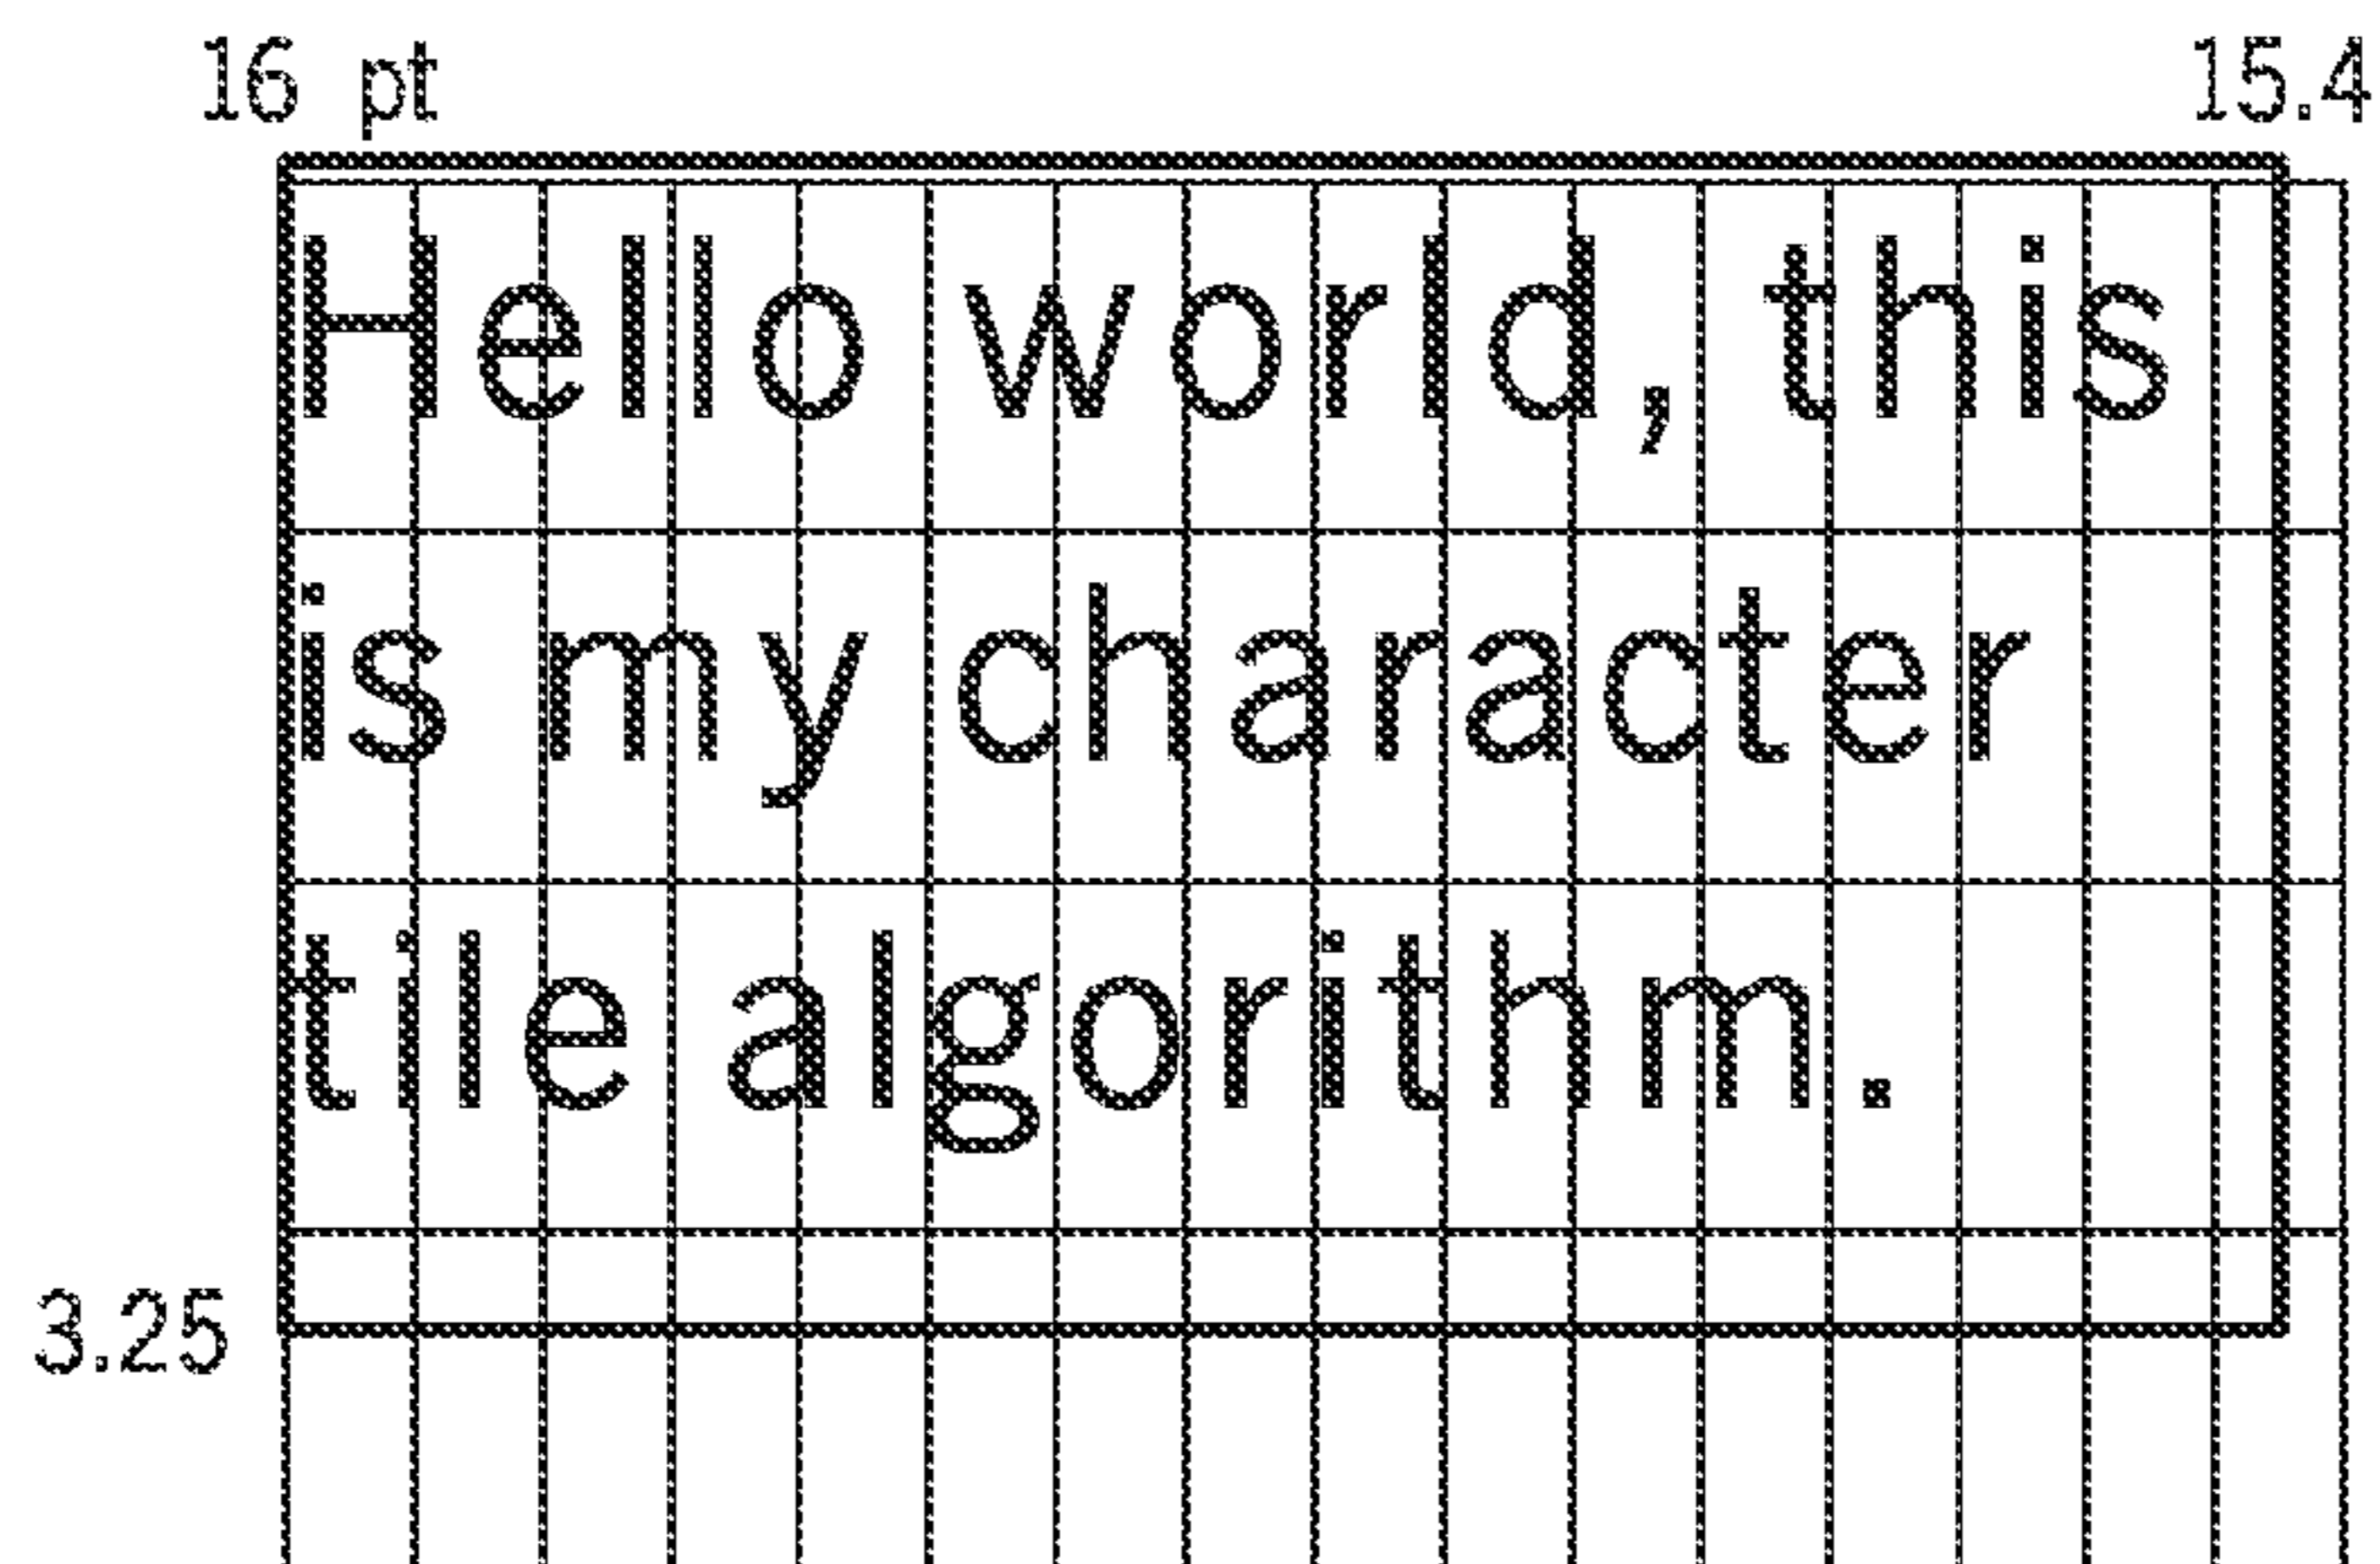 16 pt 15.4
Hello world, this
is my character
tile algorithm.
3.25